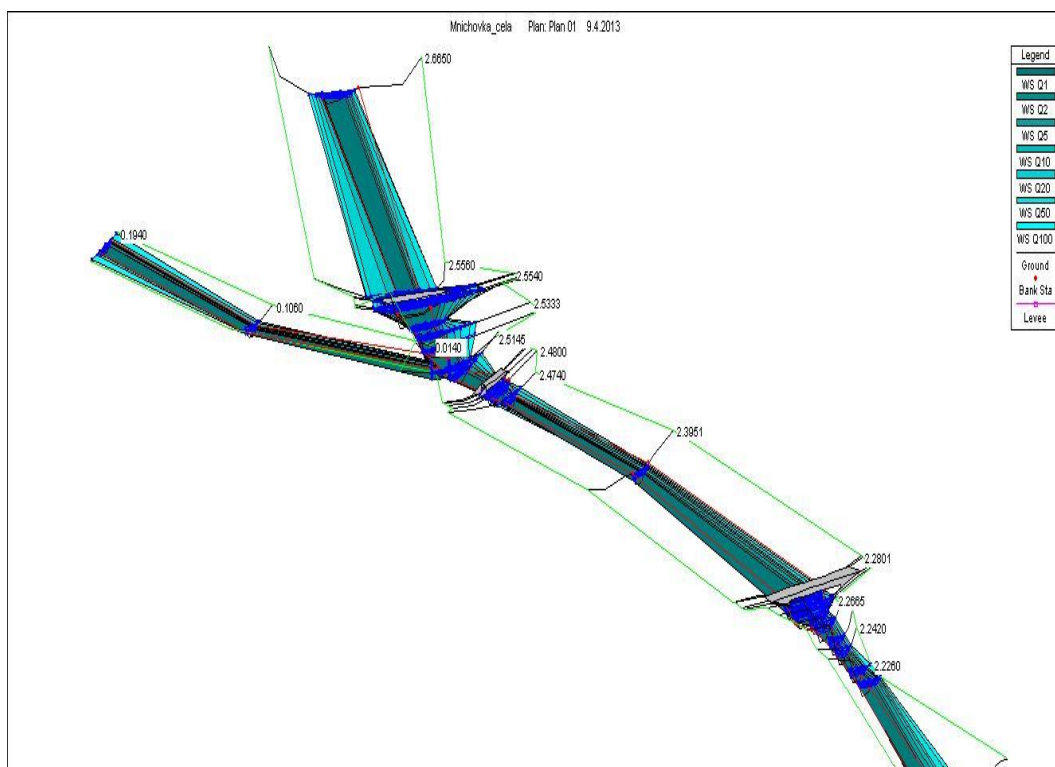 Mnichovka_cela Plan: Plan 01 9.4.2013
Legend
WS Q1
WS Q2
WS Q5
WS Q10
WS Q20
WS Q50
WS Q100
Ground
Bank Sta
Levee
2.6650
0.1940
2.5560
2.5540
0.1060
2.5333
0.0140
2.5145
2.4800
2.4740
2.3951
2.2801
2.2665
2.2420
2.2260